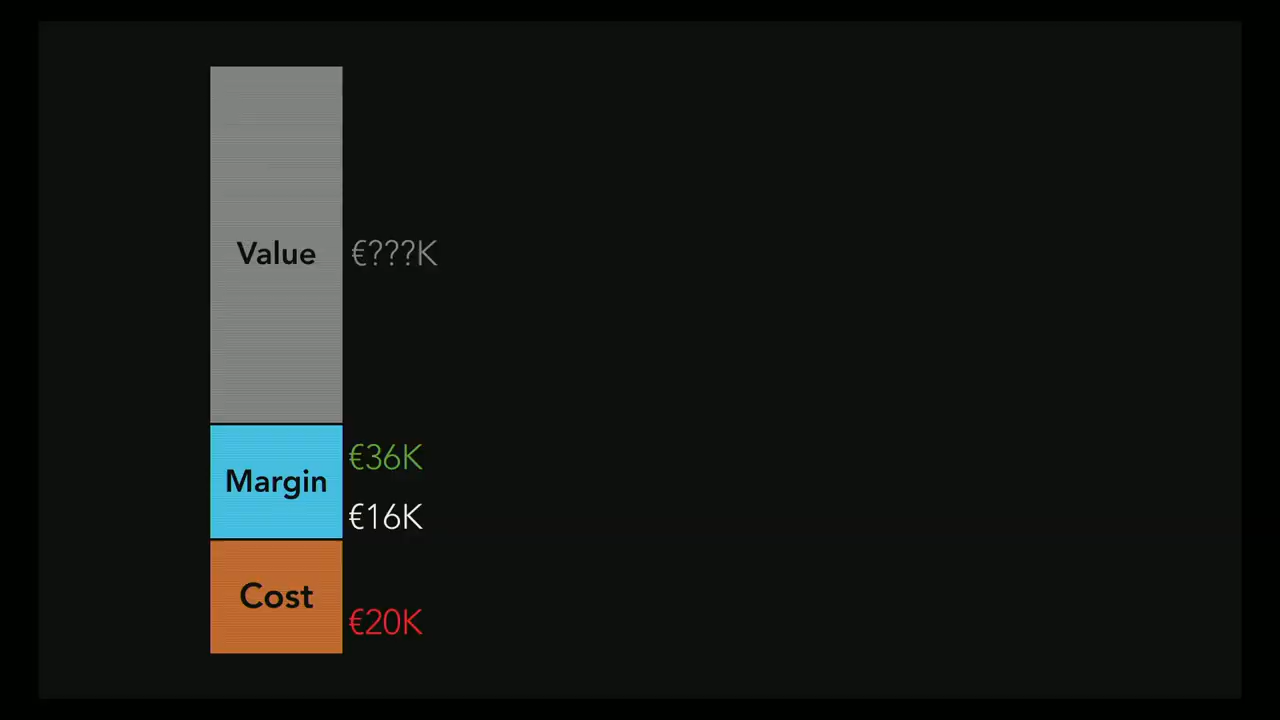 Value €???K
€36K
Margin
€16K
Cost
€20K